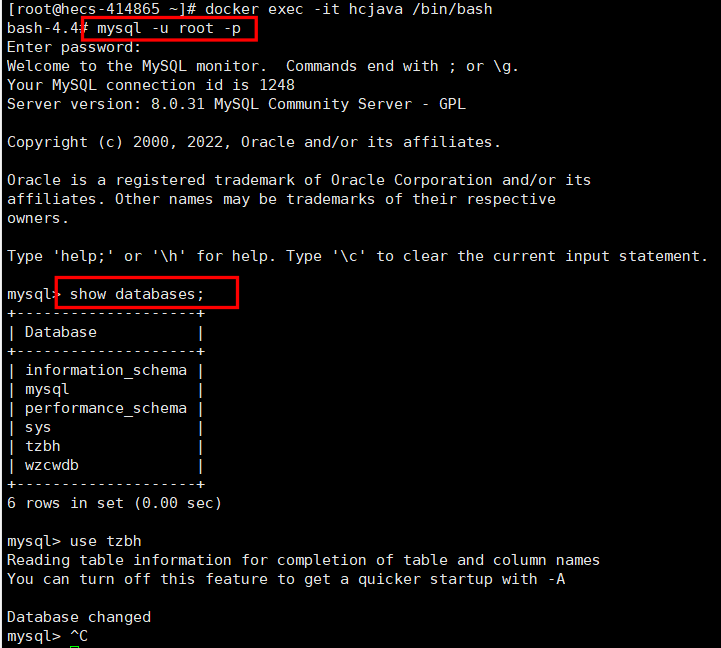 [root@hecs-414865 ~]# docker exec -it hcjava /bin/bash
bash-4.4# mysql -u root -p
Enter password:
Welcome to the MySQL monitor.  Commands end with ; or \g.
Your MySQL connection id is 1248
Server version: 8.0.31 MySQL Community Server - GPL
Copyright (c) 2000, 2022, Oracle and/or its affiliates.
Oracle is a registered trademark of Oracle Corporation and/or its
affiliates. Other names may be trademarks of their respective
owners.
Type 'help;' or '\h' for help. Type '\c' to clear the current input statement.
mysql> show databases;
+--------------------+
| Database           |
+--------------------+
| information_schema |
| mysql              |
| performance_schema |
| sys                |
| tzbh               |
| wzcwdb             |
+--------------------+
6 rows in set (0.00 sec)
mysql> use tzbh
Reading table information for completion of table and column names
You can turn off this feature to get a quicker startup with -A
Database changed
mysql> ^C